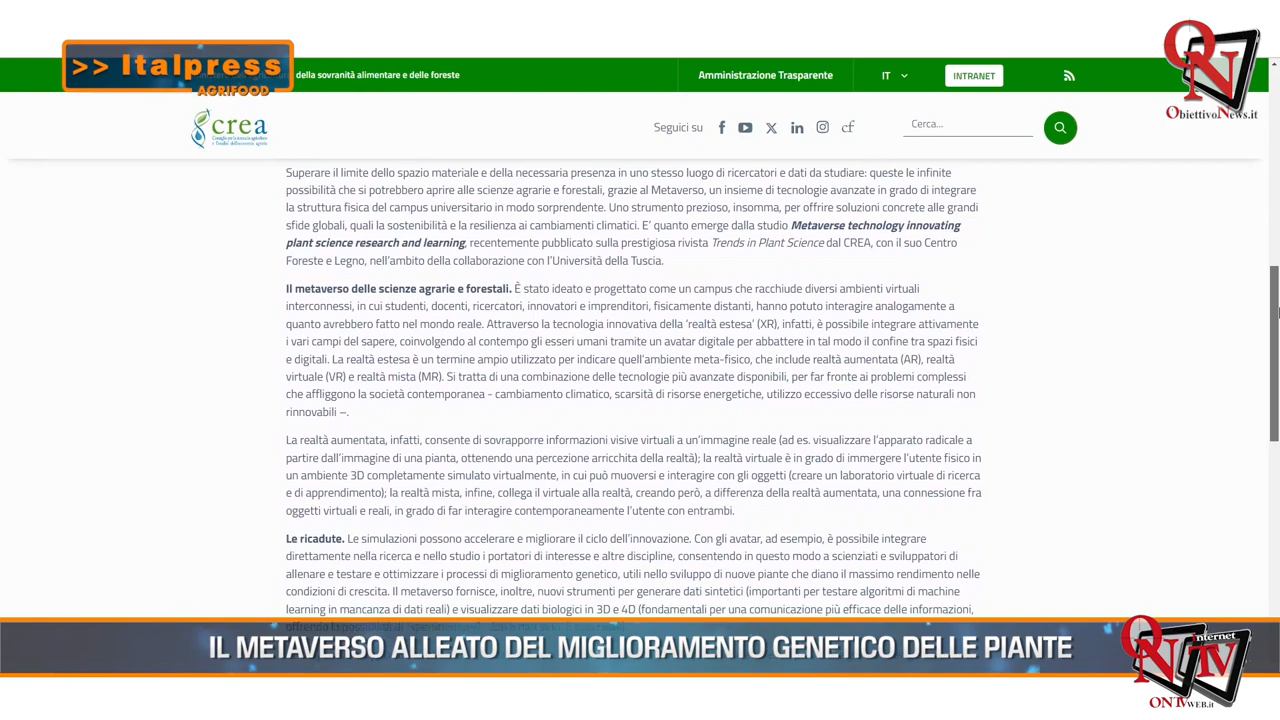 >> Italpress
AGRIFOOD
della sovranità alimentare e delle foreste
Amministrazione Trasparente
IT
INTRANET
ON
ObiettivoNews.it
crea
Seguici su
Cerca...
Superare il limite dello spazio materiale e della necessaria presenza in uno stesso luogo di ricercatori e dati da studiare: queste le infinite
possibilità che si potrebbero aprire alle scienze agrarie e forestali, grazie al Metaverso, un insieme di tecnologie avanzate in grado di integrare
la struttura fisica del campus universitario in modo sorprendente. Uno strumento prezioso, insomma, per offrire soluzioni concrete alle grandi
sfide globali, quali la sostenibilità e la resilienza ai cambiamenti climatici. E' quanto emerge dalla studio Metaverse technology innovating
plant science research and learning, recentemente pubblicato sulla prestigiosa rivista Trends in Plant Science dal CREA, con il suo Centro
Foreste e Legno, nell'ambito della collaborazione con l'Università della Tuscia.
Il metaverso delle scienze agrarie e forestali. È stato ideato e progettato come un campus che racchiude diversi ambienti virtuali
interconnessi, in cui studenti, docenti, ricercatori, innovatori e imprenditori, fisicamente distanti, hanno potuto interagire analogamente a
quanto avrebbero fatto nel mondo reale. Attraverso la tecnologia innovativa della 'realtà estesa' (XR), infatti, è possibile integrare attivamente
i vari campi del sapere, coinvolgendo al contempo gli esseri umani tramite un avatar digitale per abbattere in tal modo il confine tra spazi fisici
e digitali. La realtà estesa è un termine ampio utilizzato per indicare quell'ambiente meta-fisico, che include realtà aumentata (AR), realtà
virtuale (VR) e realtà mista (MR). Si tratta di una combinazione delle tecnologie più avanzate disponibili, per far fronte ai problemi complessi
che affliggono la società contemporanea - cambiamento climatico, scarsità di risorse energetiche, utilizzo eccessivo delle risorse naturali non
rinnovabili –.
La realtà aumentata, infatti, consente di sovrapporre informazioni visive virtuali a un'immagine reale (ad es. visualizzare l'apparato radicale a
partire dall'immagine di una pianta, ottenendo una percezione arricchita della realtà); la realtà virtuale è in grado di immergere l'utente fisico in
un ambiente 3D completamente simulato virtualmente, in cui può muoversi e interagire con gli oggetti (creare un laboratorio virtuale di ricerca
e di apprendimento); la realtà mista, infine, collega il virtuale alla realtà, creando però, a differenza della realtà aumentata, una connessione fra
oggetti virtuali e reali, in grado di far interagire contemporaneamente l'utente con entrambi.
Le ricadute. Le simulazioni possono accelerare e migliorare il ciclo dell'innovazione. Con gli avatar, ad esempio, è possibile integrare
direttamente nella ricerca e nello studio i portatori di interesse e altre discipline, consentendo in questo modo a scienziati e sviluppatori di
allenare e testare e ottimizzare i processi di miglioramento genetico, utili nello sviluppo di nuove piante che diano il massimo rendimento nelle
condizioni di crescita. Il metaverso fornisce, inoltre, nuovi strumenti per generare dati sintetici (importanti per testare algoritmi di machine
learning in mancanza di dati reali) e visualizzare dati biologici in 3D e 4D (fondamentali per una comunicazione più efficace delle informazioni,
IL METAVERSO ALLEATO DEL MIGLIORAMENTO GENETICO DELLE PIANTE
internet
ON TV
ONTVWEB.it